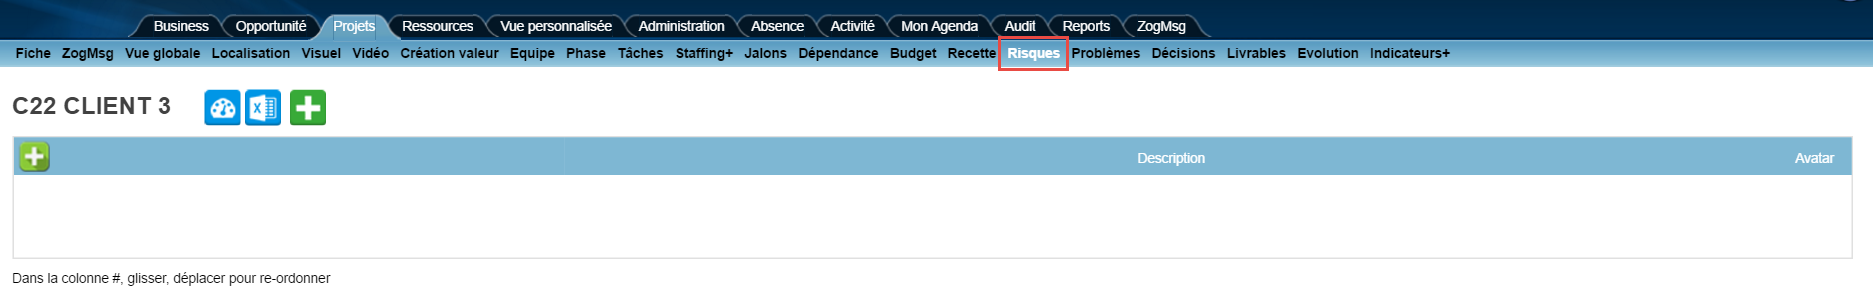 Business Opportunité Projets Ressources Vue personnalisée Administration Absence Activité Mon Agenda Audit Reports ZogMsg
Fiche ZogMsg Vue globale Localisation Visuel Vidéo Création valeur Equipe Phase Tâches Staffing+ Jalons Dépendance Budget Recette Risques Problèmes Décisions Livrables Evolution Indicateurs+
C22 CLIENT 3
Description Avatar
Dans la colonne #, glisser, déplacer pour re-ordonner